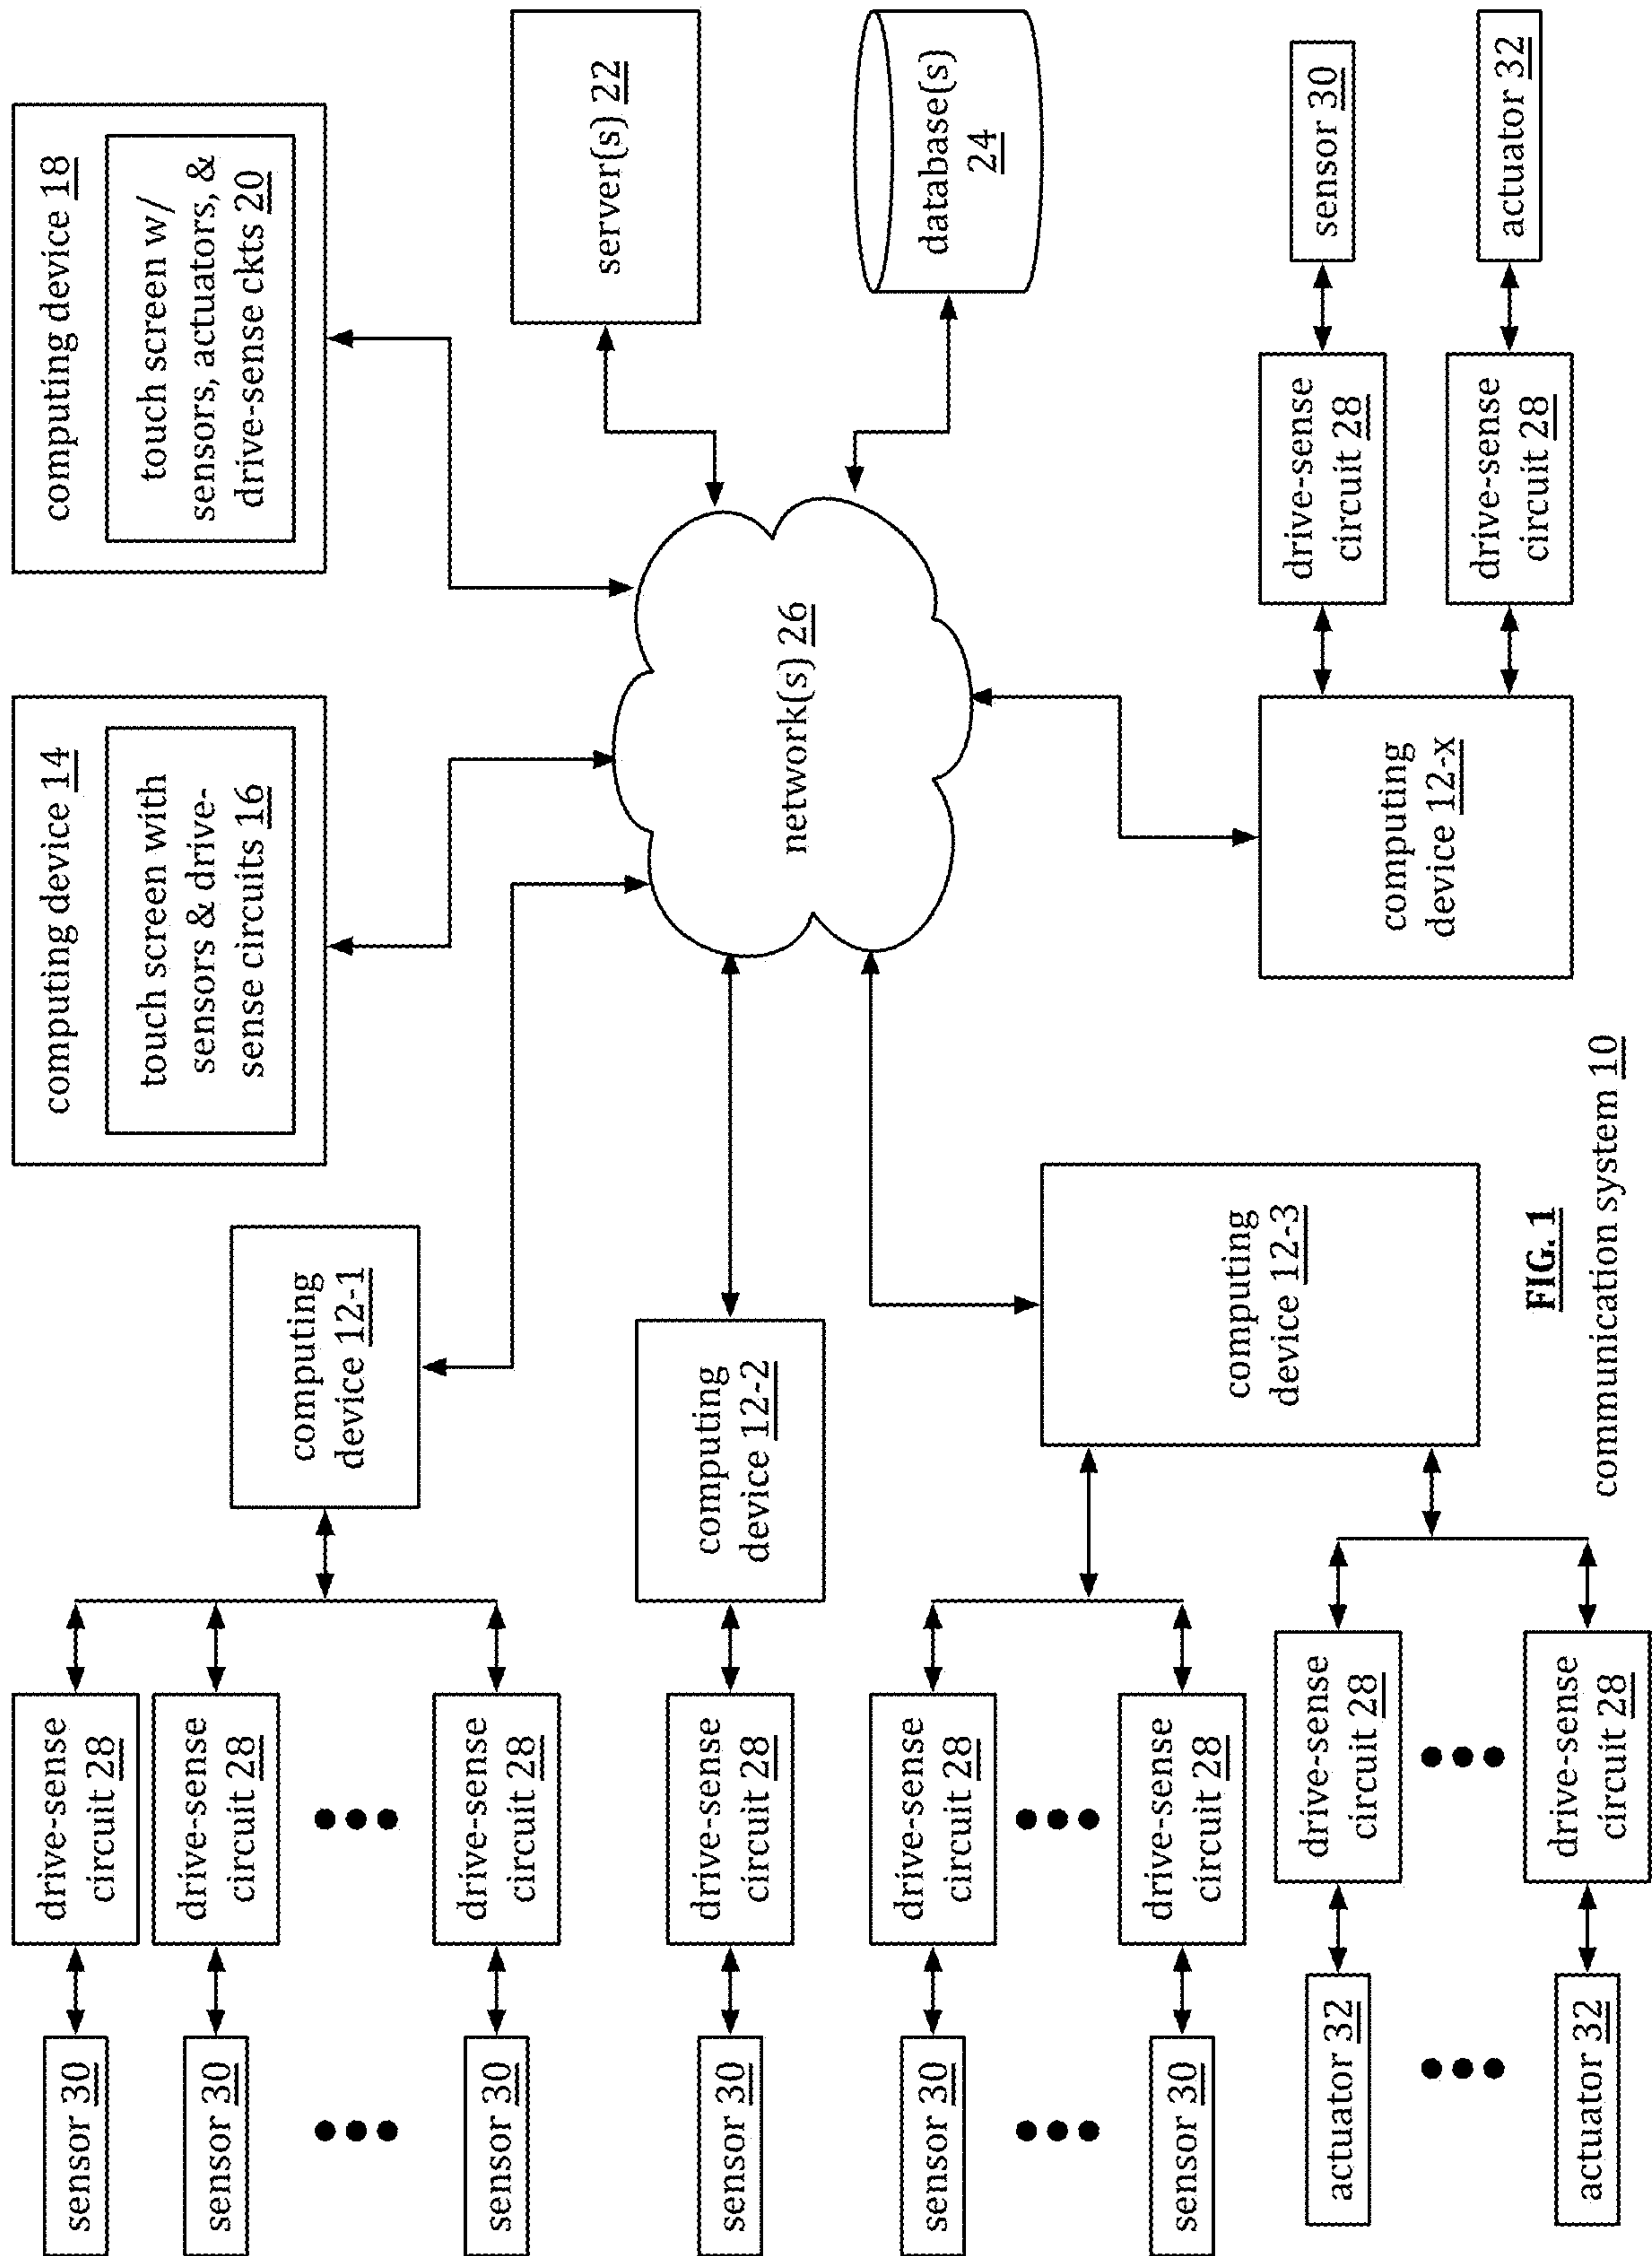 computing device 14
touch screen with
sensors & drive-
sense circuits 16
computing device 18
touch screen w/
sensors, actuators, &
drive-sense ckts 20
sensor 30
drive-sense
circuit 28
sensor 30
drive-sense
circuit 28
sensor 30
drive-sense
circuit 28
computing
device 12-1
server(s) 22
sensor 30
drive-sense
circuit 28
computing
device 12-2
network(s) 26
database(s)
24
sensor 30
drive-sense
circuit 28
sensor 30
drive-sense
circuit 28
computing
device 12-3
actuator 32
drive-sense
circuit 28
actuator 32
drive-sense
circuit 28
computing
device 12-x
drive-sense
circuit 28
sensor 30
drive-sense
circuit 28
actuator 32
FIG. 1
communication system 10